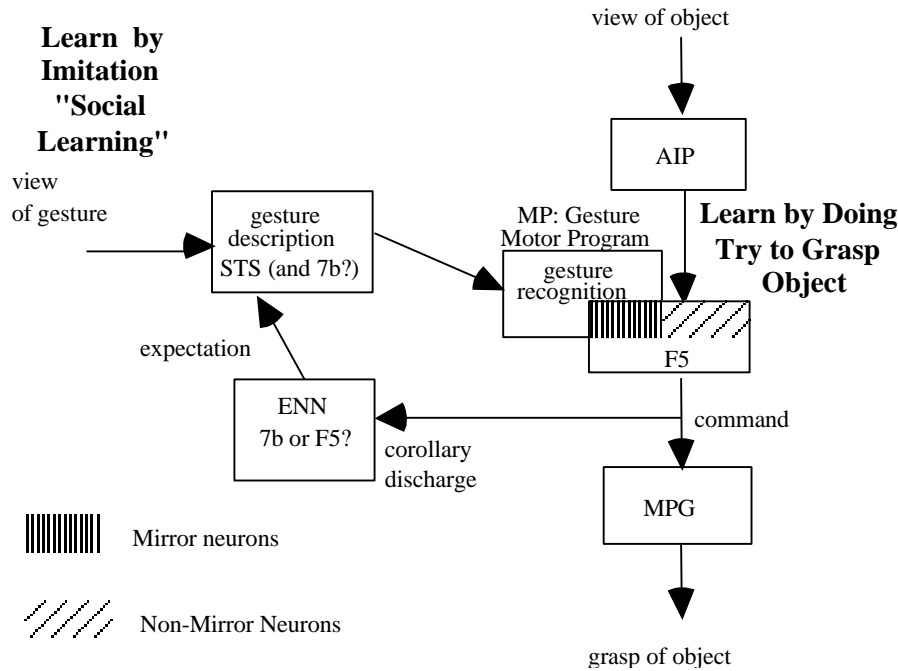 view of object
Learn by
Imitation
"Social
Learning"
view
of gesture
AIP
gesture
description
STS (and 7b?)
MP: Gesture
Motor Program
gesture
recognition
Learn by Doing
Try to Grasp
Object
F5
expectation
ENN
7b or F5?
corollary
discharge
command
MPG
Mirror neurons
Non-Mirror Neurons
grasp of object